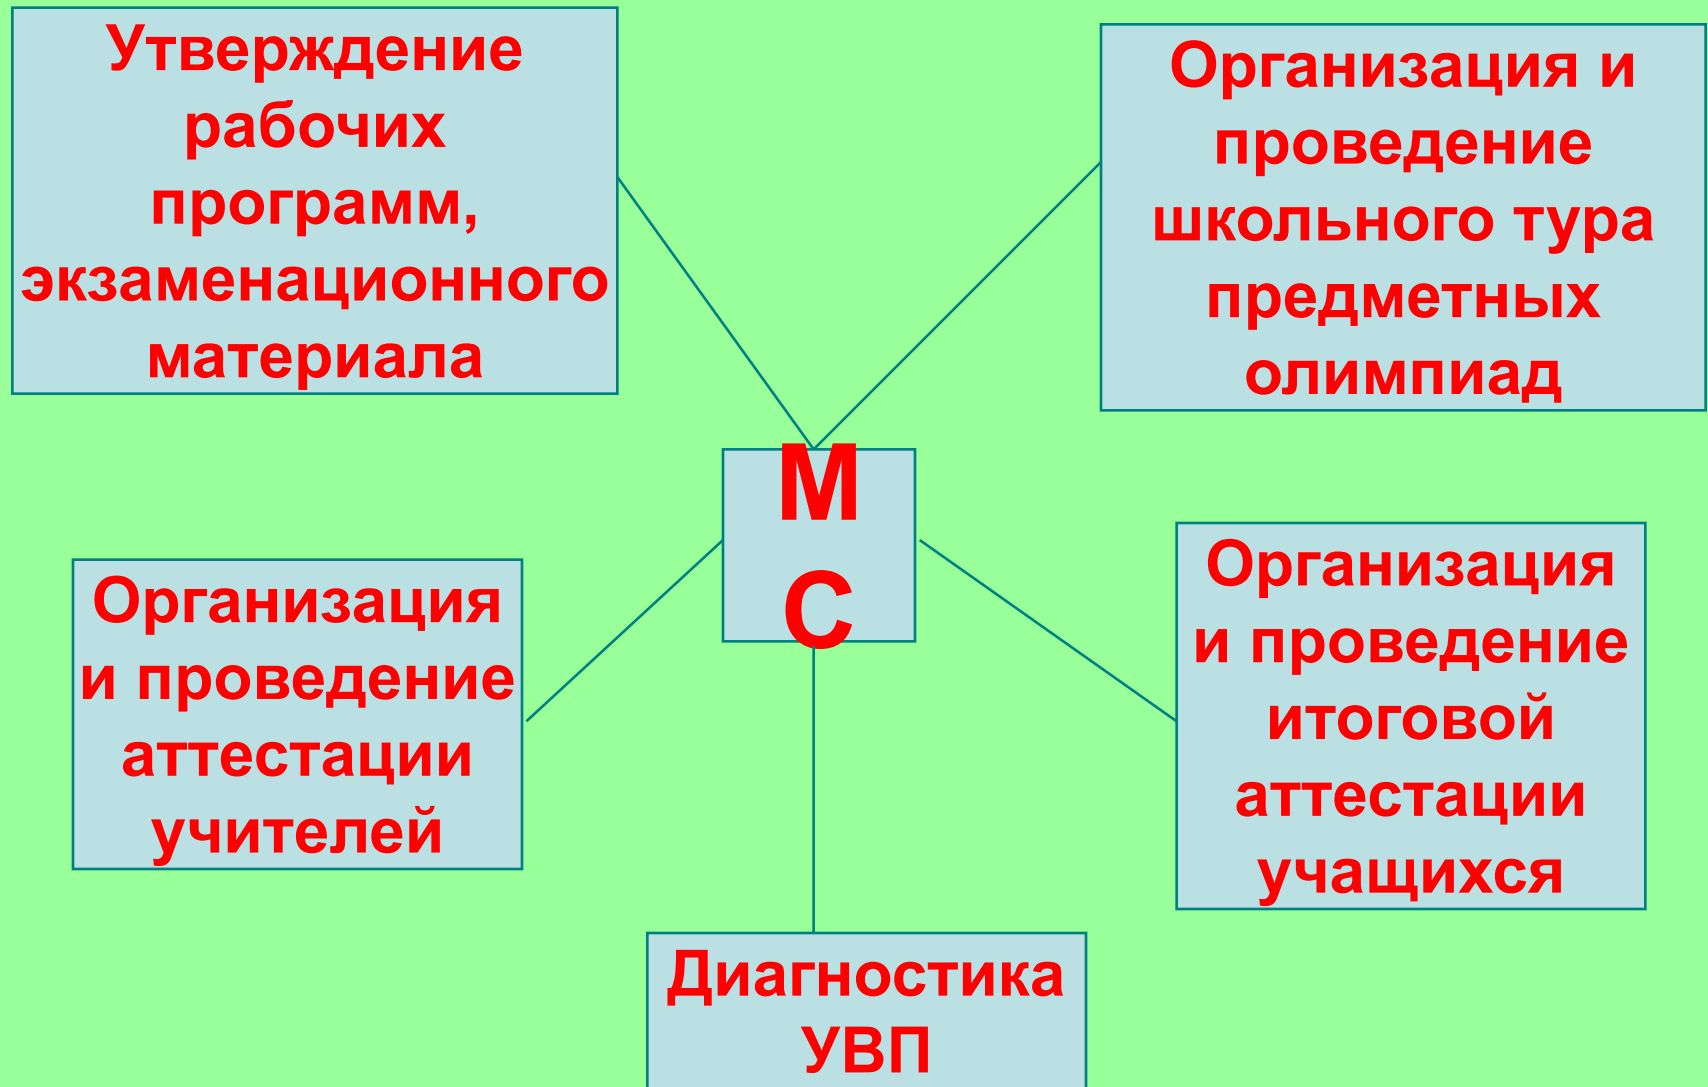 Утверждение
рабочих
программ,
экзаменационного
материала
Организация и
проведение
школьного тура
предметных
олимпиад
М
С
Организация
и проведение
аттестации
учителей
Организация
и проведение
итоговой
аттестации
учащихся
Диагностика
УВП